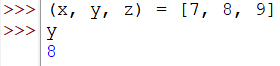 >>> (x, y, z) = [7, 8, 9]
>>> y
8